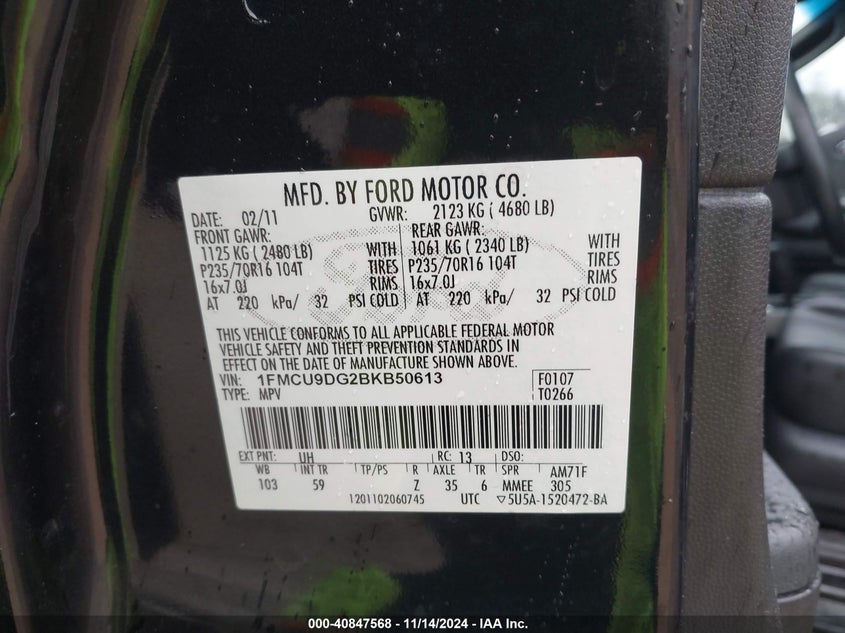 MFD. BY FORD MOTOR CO.
DATE: 02/11 GVWR: 2123 KG ( 4680 LB)
FRONT GAWR: REAR GAWR:
1125 KG ( 2480 LB) WITH 1061 KG ( 2340 LB) WITH
P235/70R16 104T TIRES P235/70R16 104T TIRES
16x7.0J RIMS 16x7.0J RIMS
AT 220 kPa/ 32 PSI COLD AT 220 kPa/ 32 PSI COLD
THIS VEHICLE CONFORMS TO ALL APPLICABLE FEDERAL MOTOR
VEHICLE SAFETY AND THEFT PREVENTION STANDARDS IN
EFFECT ON THE DATE OF MANUFACTURE SHOWN ABOVE.
VIN: 1FMCU9DG2BKB50613 F0107
TYPE: MPV T0266
EXT PNT: UH RC: 13 DSO:
WB INT TR TP/PS R AXLE TR SPR AM71F
103 59 Z 35 6 MMEE 305
1201102060745 UTC ▽5U5A-1520472-BA
000-40847568 - 11/14/2024 - IAA Inc.